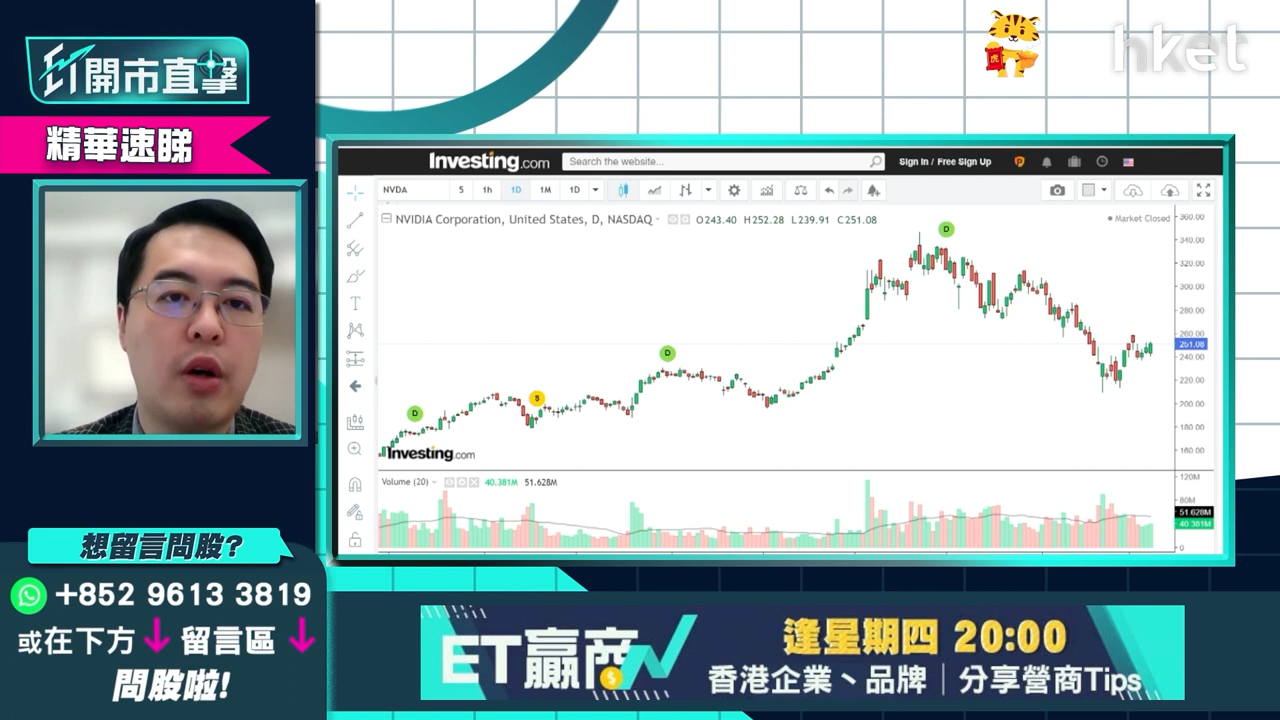 ET開市直擊
精華速睇
hket
虎
Investing.com
Search the website...
Sign In / Free Sign Up
NVDA
5
1h
1D
1M
1D
NVIDIA Corporation, United States, D, NASDAQ
O243.40 H252.28 L239.91 C251.08
Market Closed
360.00
340.00
320.00
300.00
280.00
260.00
251.08
240.00
220.00
200.00
180.00
160.00
D
D
S
D
Investing.com
Volume (20)
40.381M
51.628M
120M
80M
51.628M
40.381M
0
想留言問股?
+852 9613 3819
或在下方
留言區
問股啦!
ET贏商
逢星期四 20:00
香港企業、品牌｜分享營商Tips